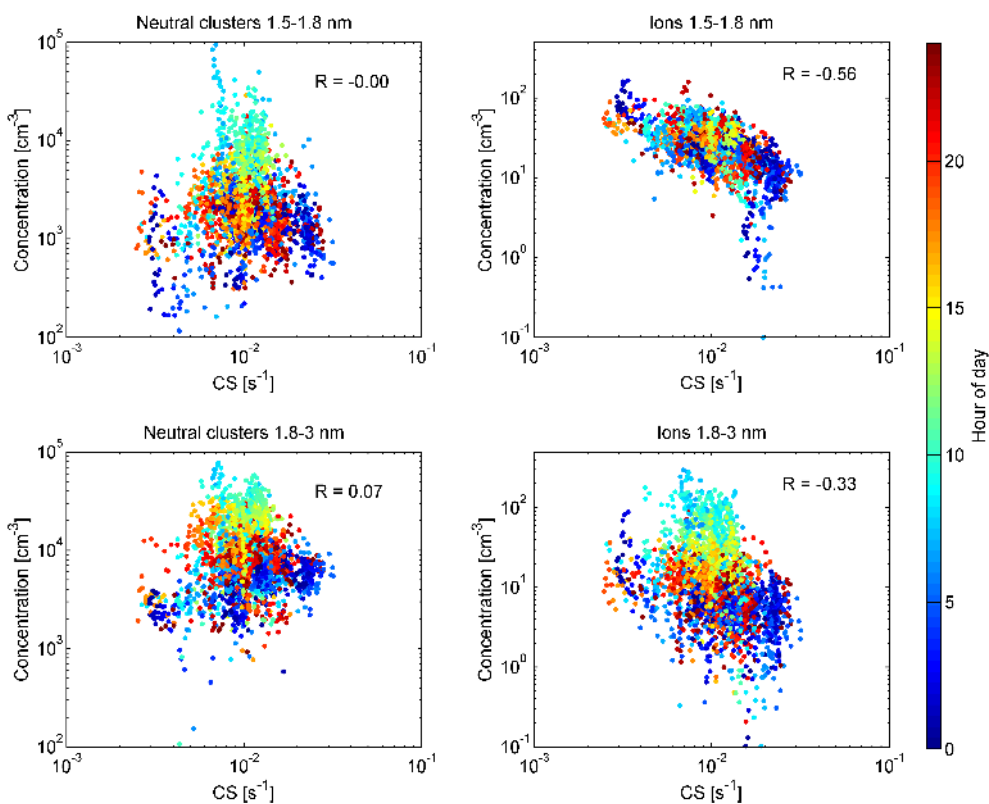 Neutral clusters 1.5-1.8 nm
Ions 1.5-1.8 nm
10^5
10^4
10^3
10^2
Concentration [cm^-3]
R = -0.00
10^-3
10^-2
10^-1
CS [s^-1]
10^2
10^1
10^0
10^-1
Concentration [cm^-3]
R = -0.56
10^-3
10^-2
10^-1
CS [s^-1]
Neutral clusters 1.8-3 nm
Ions 1.8-3 nm
10^5
10^4
10^3
10^2
Concentration [cm^-3]
R = 0.07
10^-3
10^-2
10^-1
CS [s^-1]
10^2
10^1
10^0
10^-1
Concentration [cm^-3]
R = -0.33
10^-3
10^-2
10^-1
CS [s^-1]
20
15
10
5
0
Hour of day